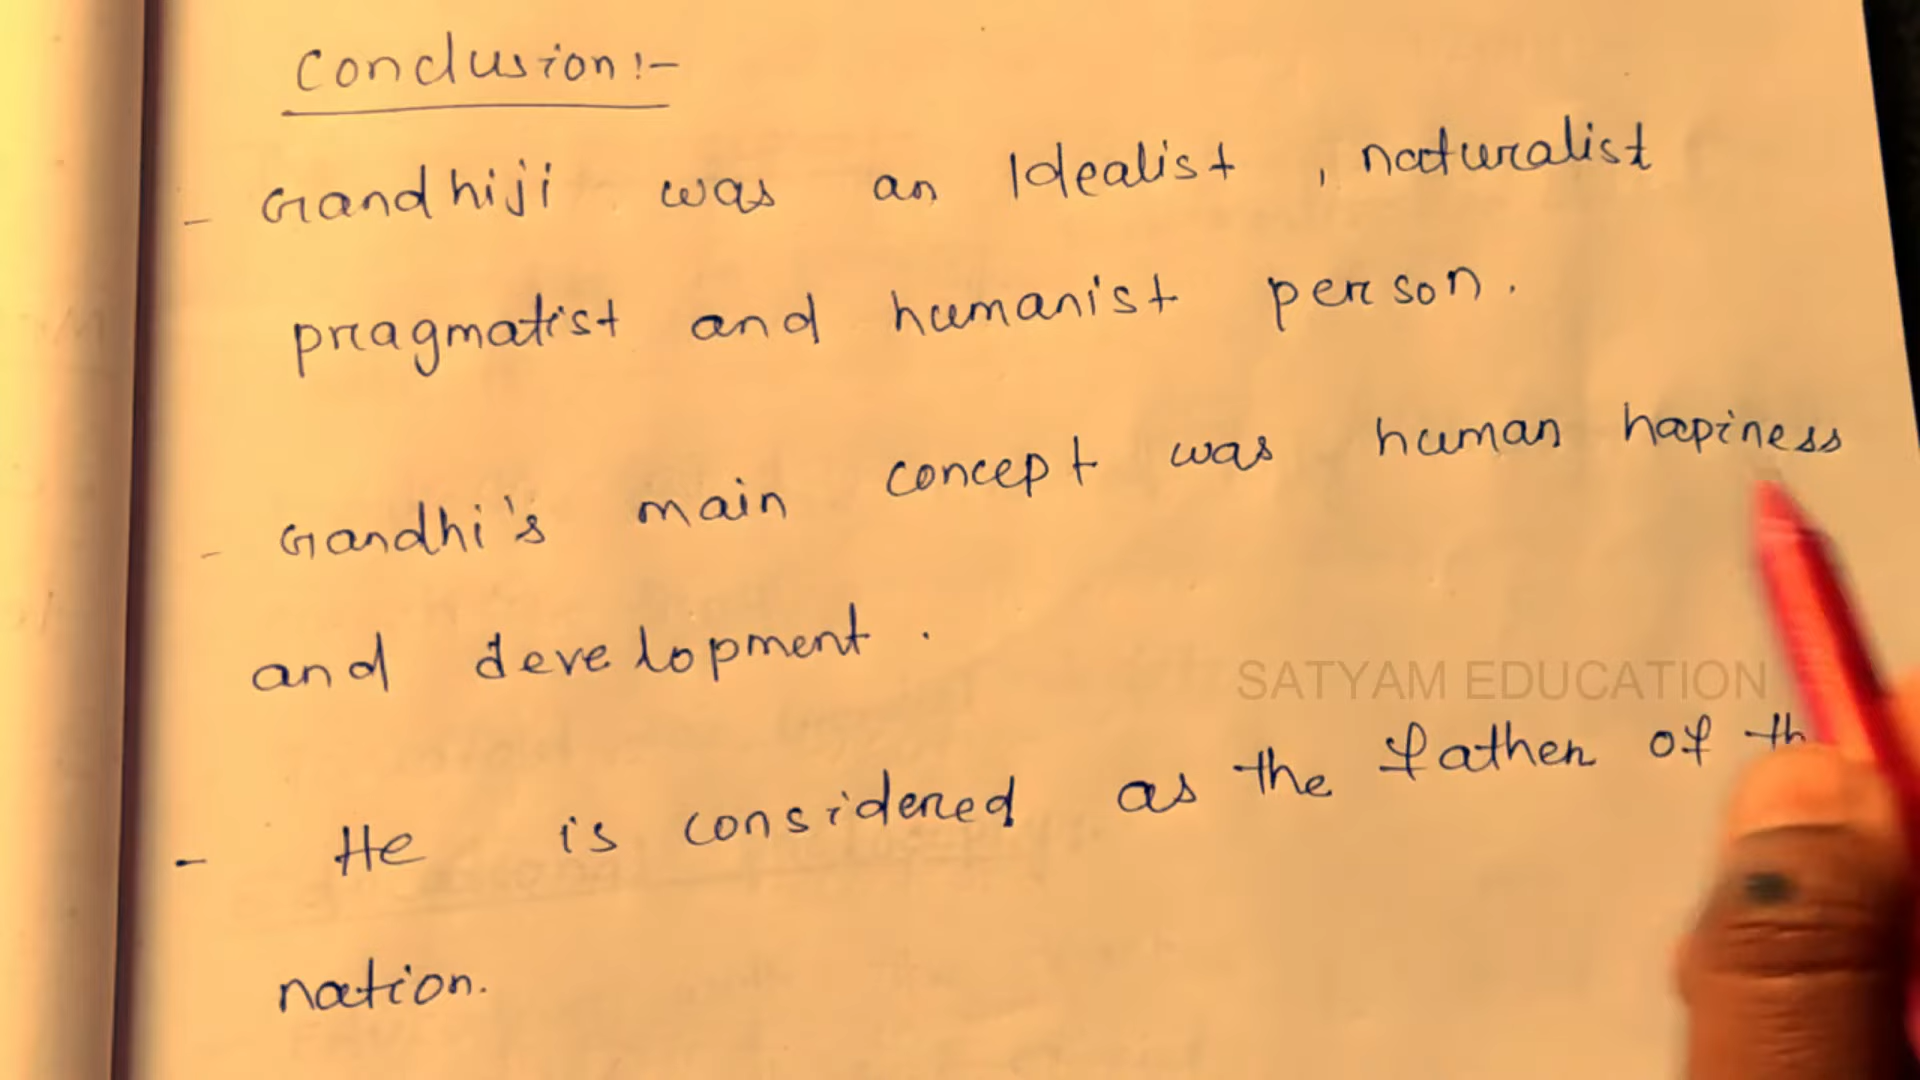 Conclusion:-
- Gandhiji was an Idealist, naturalist
pragmatist and humanist person.
- Gandhi's main concept was human hapiness
and development.
SATYAM EDUCATION
- He is considered as the father of th
nation.